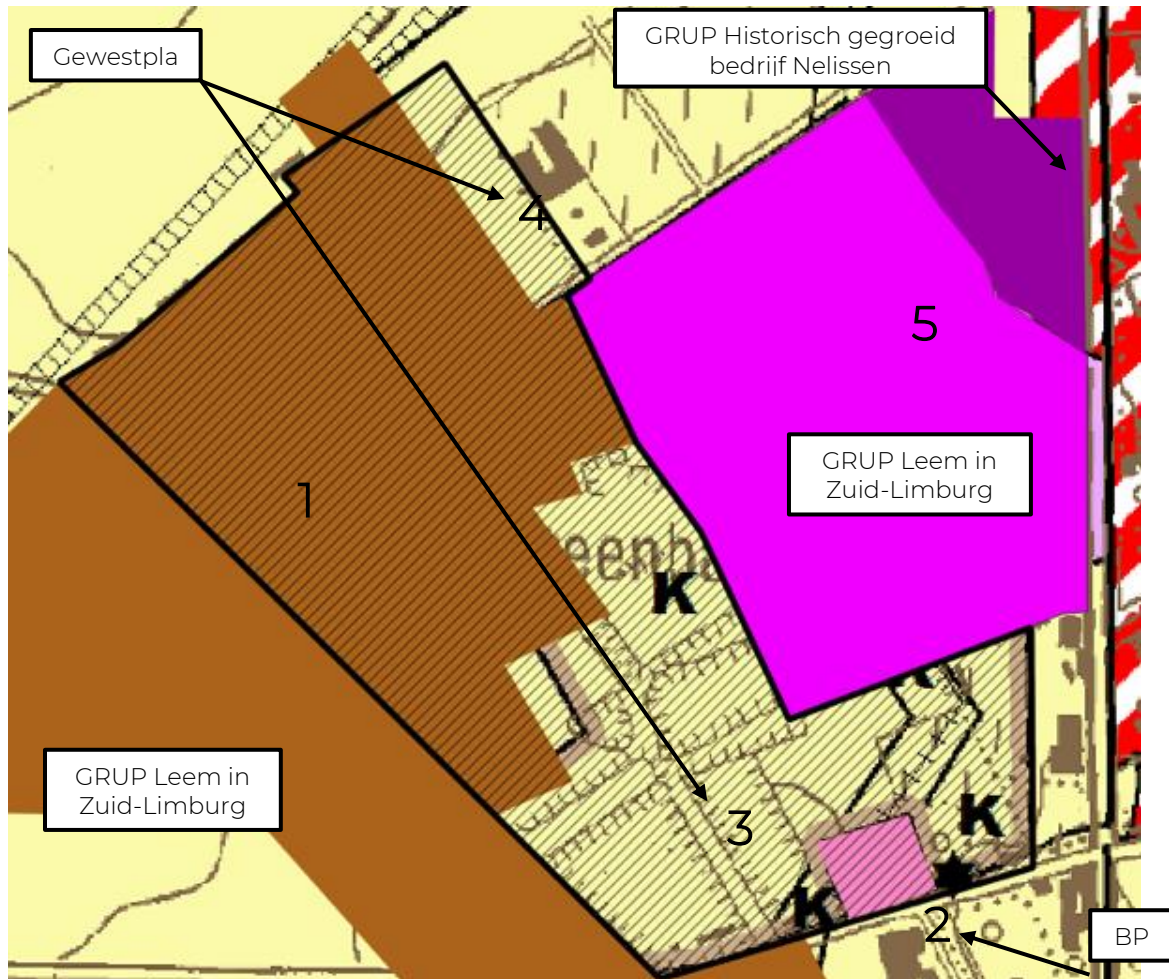 Gewestpla
GRUP Historisch gegroeid
bedrijf Nelissen
4
5
1
GRUP Leem in
Zuid-Limburg
eenh
K
K
GRUP Leem in
Zuid-Limburg
3
K
K
2
BP